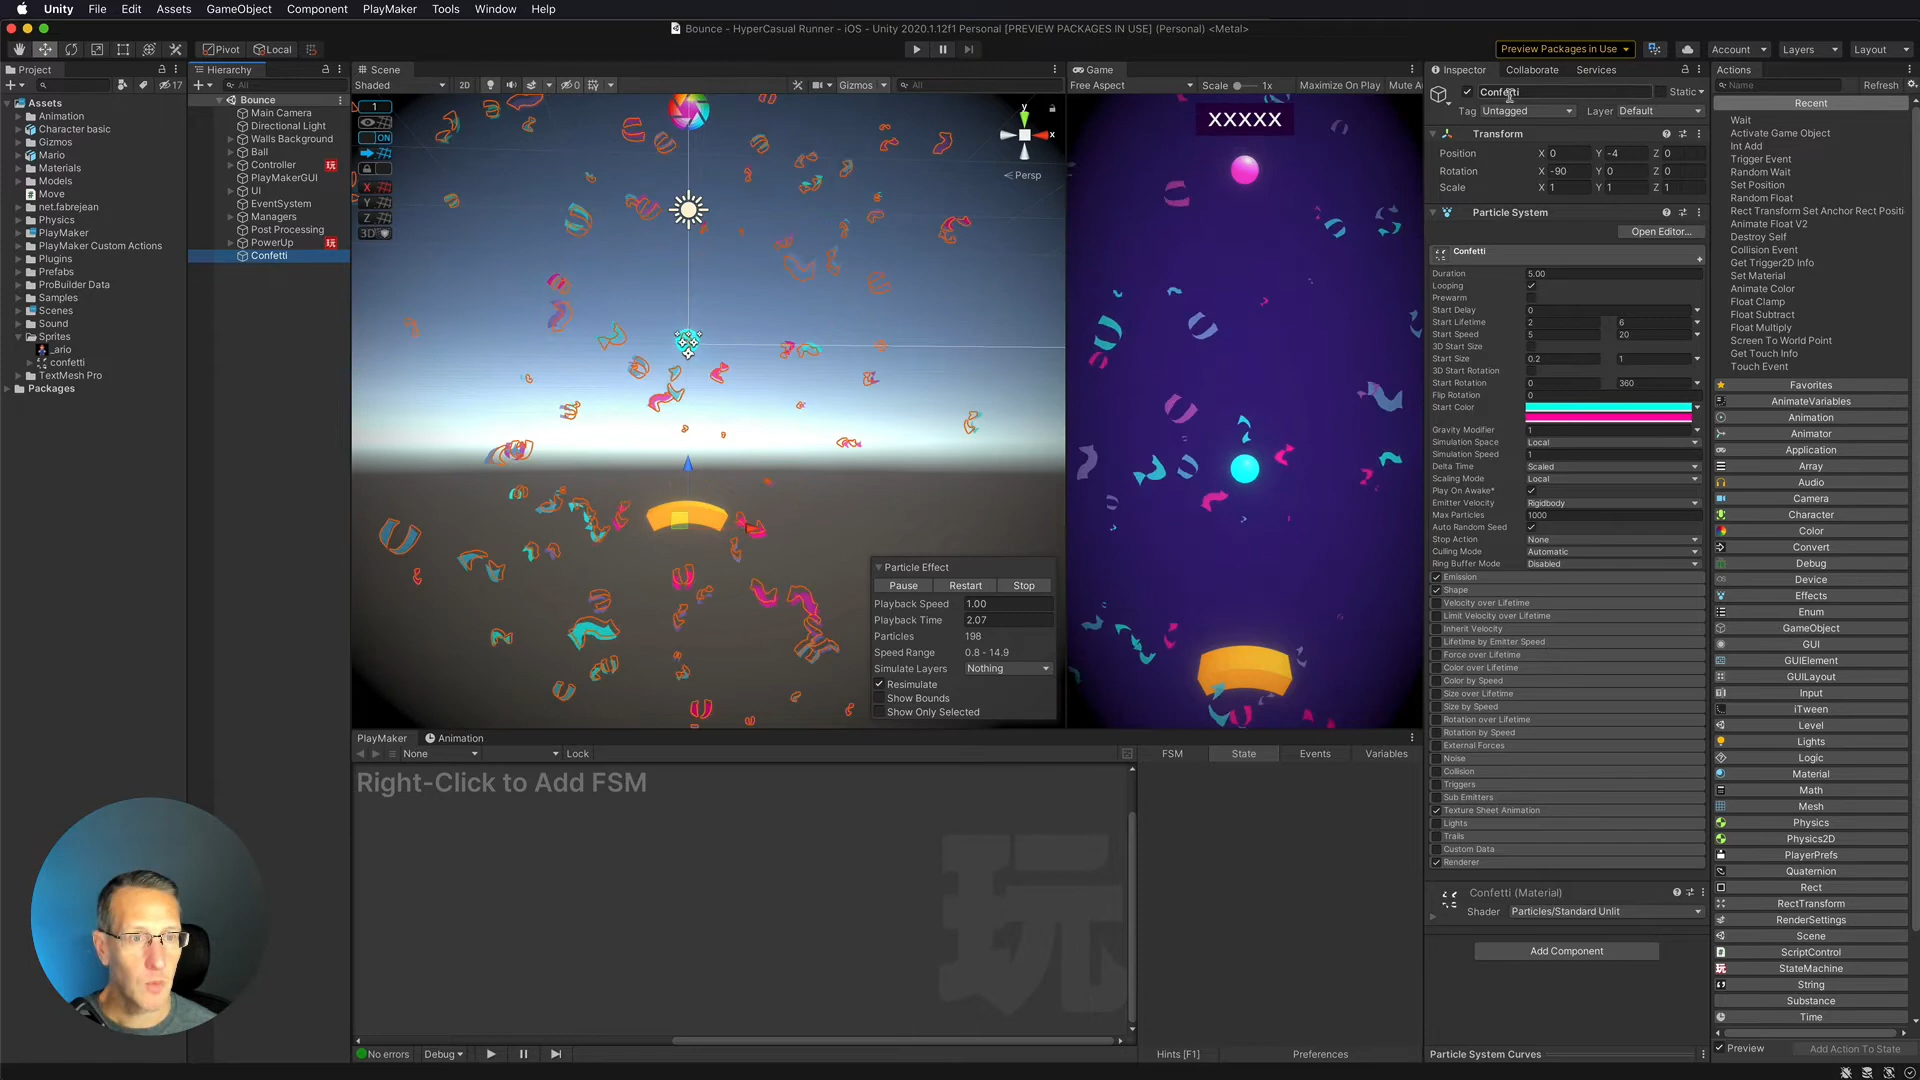 Unity File Edit Assets GameObject Component PlayMaker Tools Window Help
Bounce - HyperCasual Runner - iOS - Unity 2020.1.12f1 Personal [PREVIEW PACKAGES IN USE] (Personal) <Metal>
Pivot Local
Preview Packages in Use Account Layers Layout
Project
17
Assets
Animation
Character basic
Gizmos
Mario
Materials
Models
Move
net.fabrejean
Physics
PlayMaker
PlayMaker Custom Actions
Plugins
Prefabs
ProBuilder Data
Samples
Scenes
Sound
Sprites
_ario
confetti
TextMesh Pro
Packages
Hierarchy
All
Bounce
Main Camera
Directional Light
Walls Background
Ball
Controller
玩
PlayMakerGUI
UI
EventSystem
Managers
Post Processing
PowerUp
玩
Confetti
Scene
Shaded 2D 0 Gizmos All
1
ON
X
Y
Z
3D
y
x
Persp
Particle Effect
Pause Restart Stop
Playback Speed 1.00
Playback Time 2.07
Particles 198
Speed Range 0.8 - 14.9
Simulate Layers Nothing
Resimulate
Show Bounds
Show Only Selected
Game
Free Aspect Scale 1x Maximize On Play Mute Au
XXXXX
PlayMaker Animation
None Lock
Right-Click to Add FSM
玩
FSM State Events Variables
No errors Debug Hints [F1] Preferences
Inspector Collaborate Services
Confetti Static
Tag Untagged Layer Default
Transform
Position X 0 Y -4 Z 0
Rotation X -90 Y 0 Z 0
Scale X 1 Y 1 Z 1
Particle System
Open Editor...
Confetti
Duration 5.00
Looping
Prewarm
Start Delay 0
Start Lifetime 2 6
Start Speed 5 20
3D Start Size
Start Size 0.2 1
3D Start Rotation
Start Rotation 0 360
Flip Rotation 0
Start Color
Gravity Modifier 1
Simulation Space Local
Simulation Speed 1
Delta Time Scaled
Scaling Mode Local
Play On Awake*
Emitter Velocity Rigidbody
Max Particles 1000
Auto Random Seed
Stop Action None
Culling Mode Automatic
Ring Buffer Mode Disabled
Emission
Shape
Velocity over Lifetime
Limit Velocity over Lifetime
Inherit Velocity
Lifetime by Emitter Speed
Force over Lifetime
Color over Lifetime
Color by Speed
Size over Lifetime
Size by Speed
Rotation over Lifetime
Rotation by Speed
External Forces
Noise
Collision
Triggers
Sub Emitters
Texture Sheet Animation
Lights
Trails
Custom Data
Renderer
Confetti (Material)
Shader Particles/Standard Unlit
Add Component
Particle System Curves
Actions
Name Refresh
Recent
Wait
Activate Game Object
Int Add
Trigger Event
Random Wait
Set Position
Random Float
Rect Transform Set Anchor Rect Positi
Animate Float V2
Destroy Self
Collision Event
Get Trigger2D Info
Set Material
Animate Color
Float Clamp
Float Subtract
Float Multiply
Screen To World Point
Get Touch Info
Touch Event
Favorites
AnimateVariables
Animation
Animator
Application
Array
Audio
Camera
Character
Color
Convert
Debug
Device
Effects
Enum
GameObject
GUI
GUIElement
GUILayout
Input
iTween
Level
Lights
Logic
Material
Math
Mesh
Physics
Physics2D
PlayerPrefs
Quaternion
Rect
RectTransform
RenderSettings
Scene
ScriptControl
StateMachine
String
Substance
Time
Preview Add Action To State